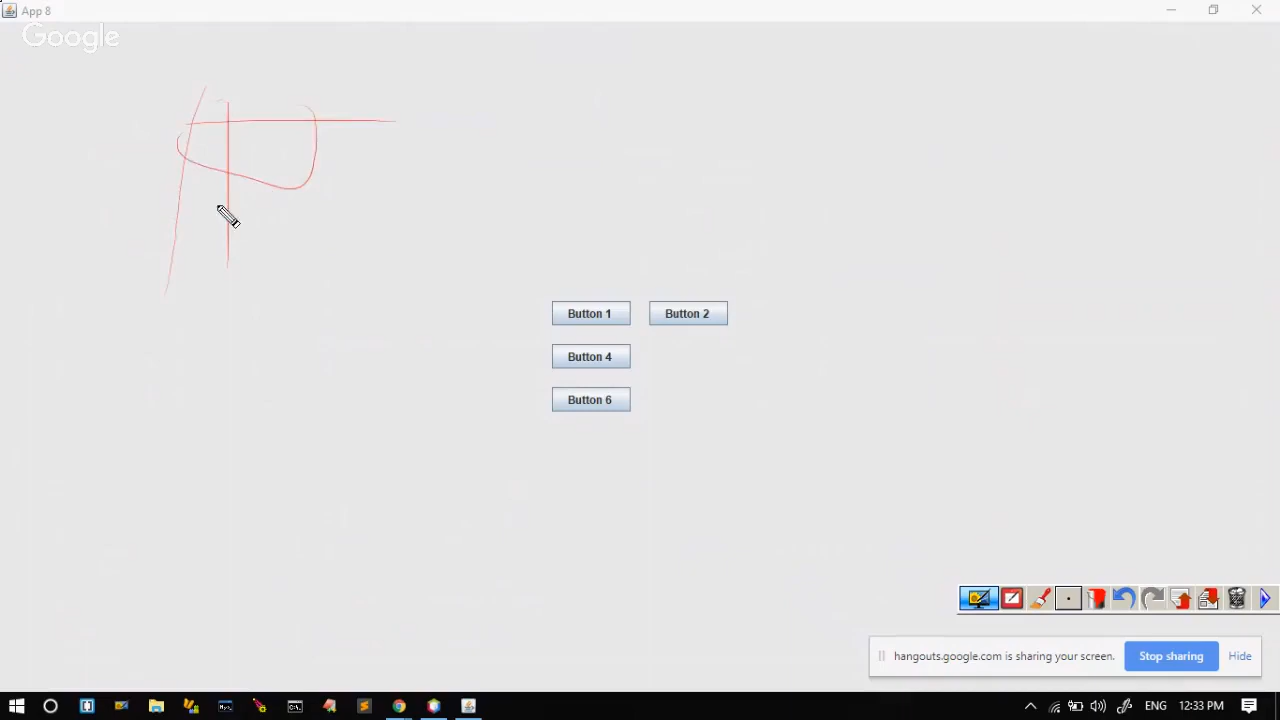 App 8
Google
Button 1 Button 2
Button 4
Button 6
hangouts.google.com is sharing your screen. Stop sharing Hide
ENG 12:33 PM